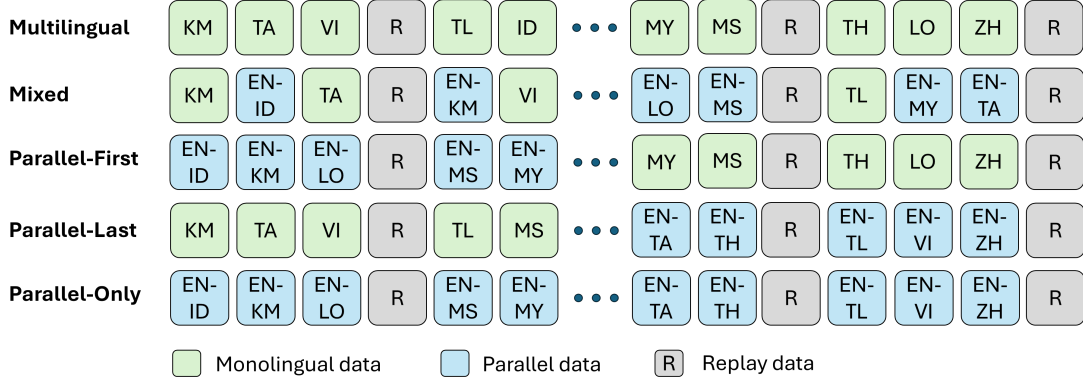 Multilingual KM TA VI R TL ID MY MS R TH LO ZH R
Mixed KM EN-ID TA R EN-KM VI EN-LO EN-MS R TL EN-MY EN-TA R
Parallel-First EN-ID EN-KM EN-LO R EN-MS EN-MY MY MS R TH LO ZH R
Parallel-Last KM TA VI R TL MS EN-TA EN-TH R EN-TL EN-VI EN-ZH R
Parallel-Only EN-ID EN-KM EN-LO R EN-MS EN-MY EN-TA EN-TH R EN-TL EN-VI EN-ZH R
Monolingual data Parallel data R Replay data